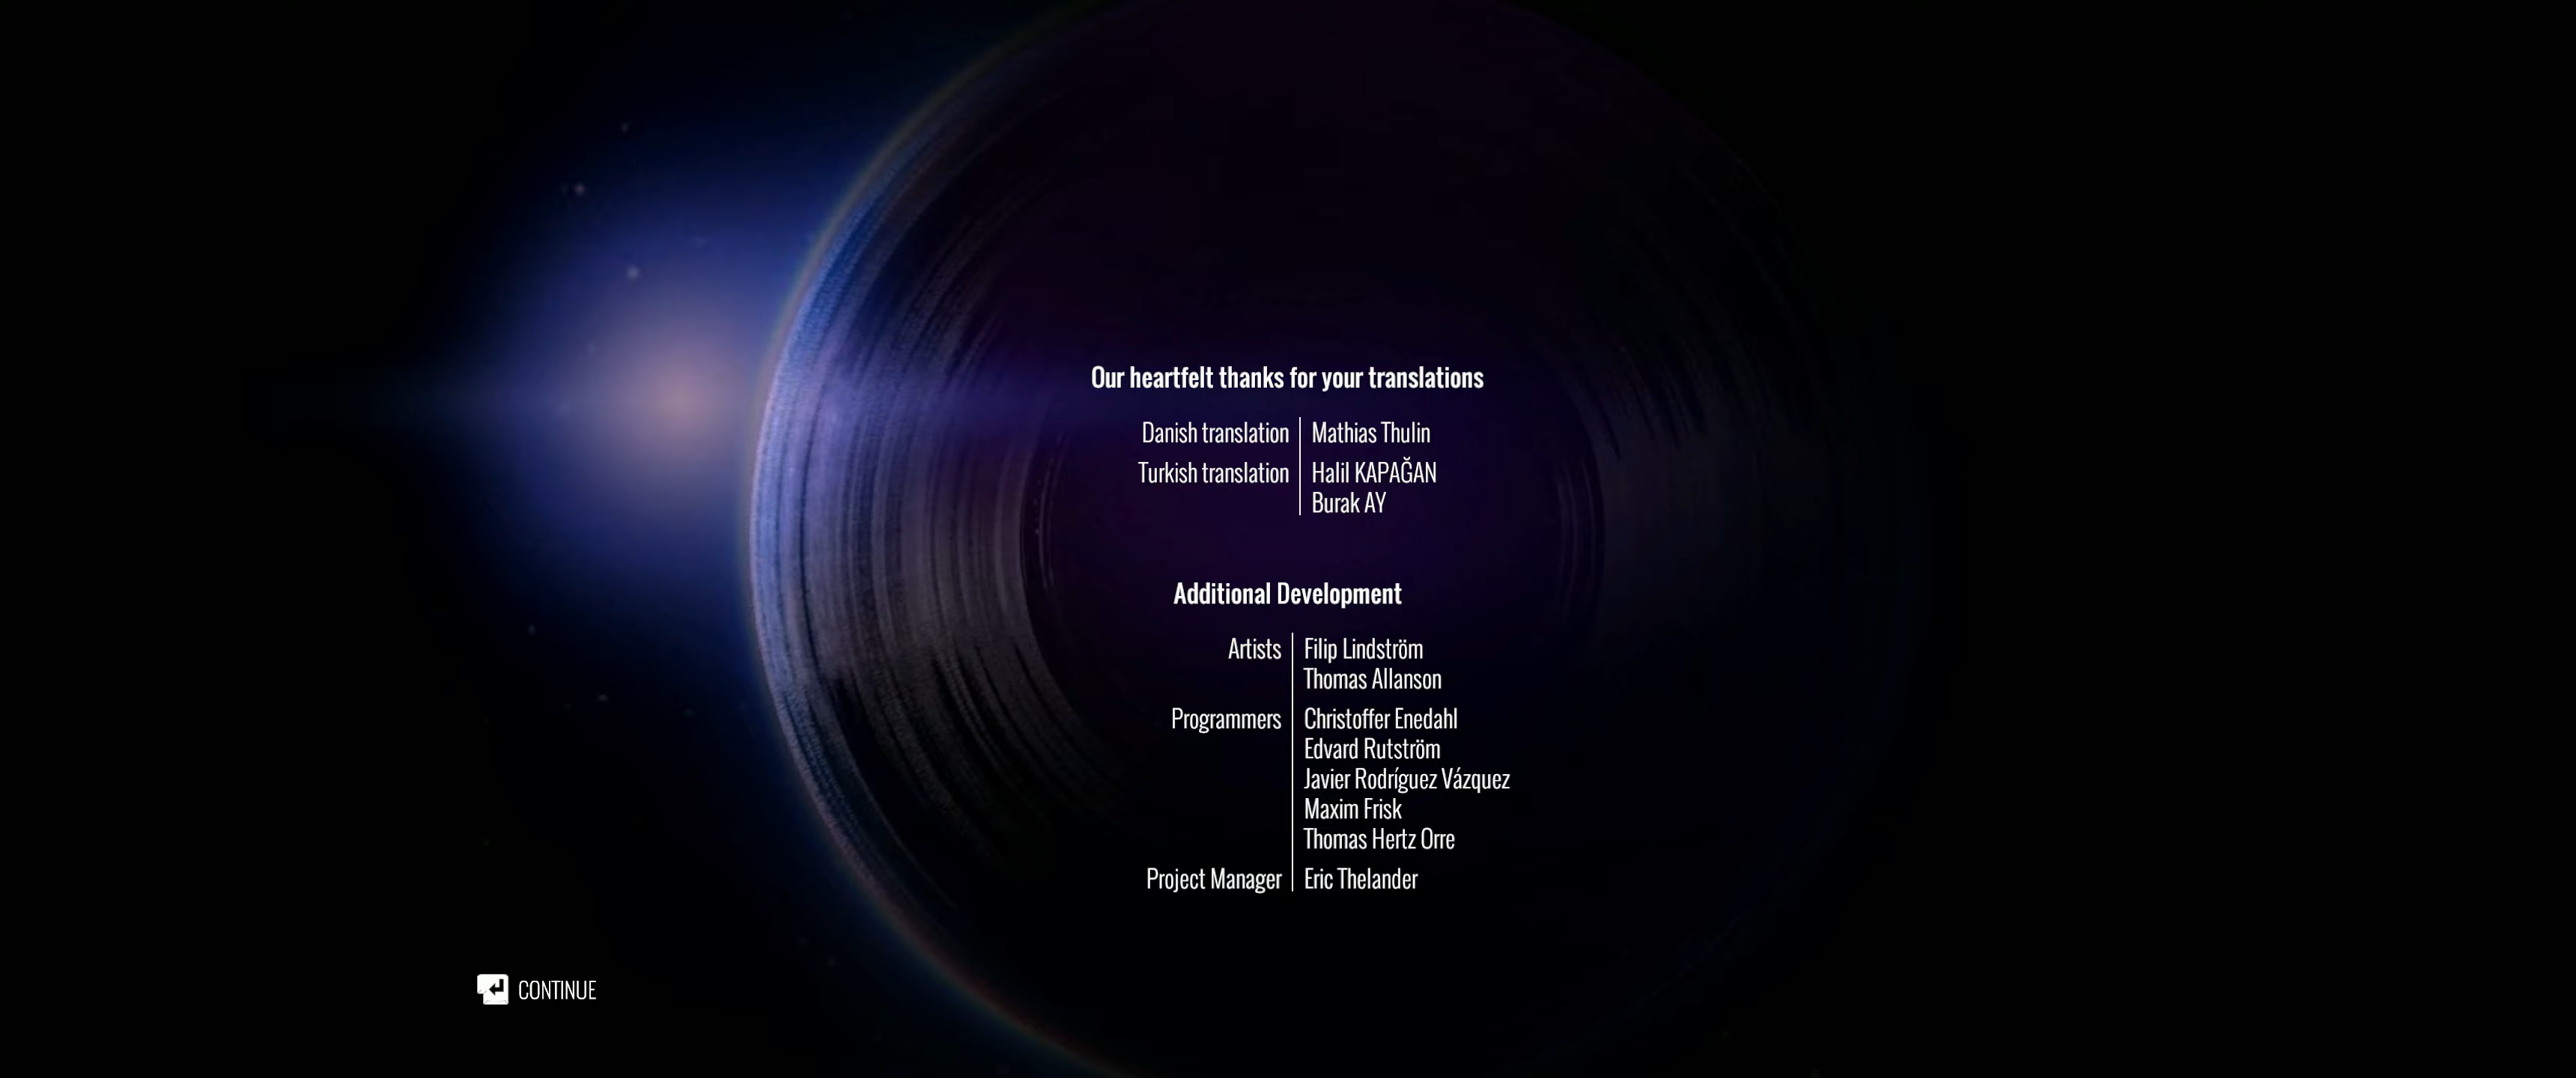 Our heartfelt thanks for your translations
Danish translation Mathias Thulin
Turkish translation Halil KAPAĞAN
Burak AY
Additional Development
Artists Filip Lindström
Thomas Allanson
Programmers Christoffer Enedahl
Edvard Rutström
Javier Rodríguez Vázquez
Maxim Frisk
Thomas Hertz Orre
Project Manager Eric Thelander
CONTINUE